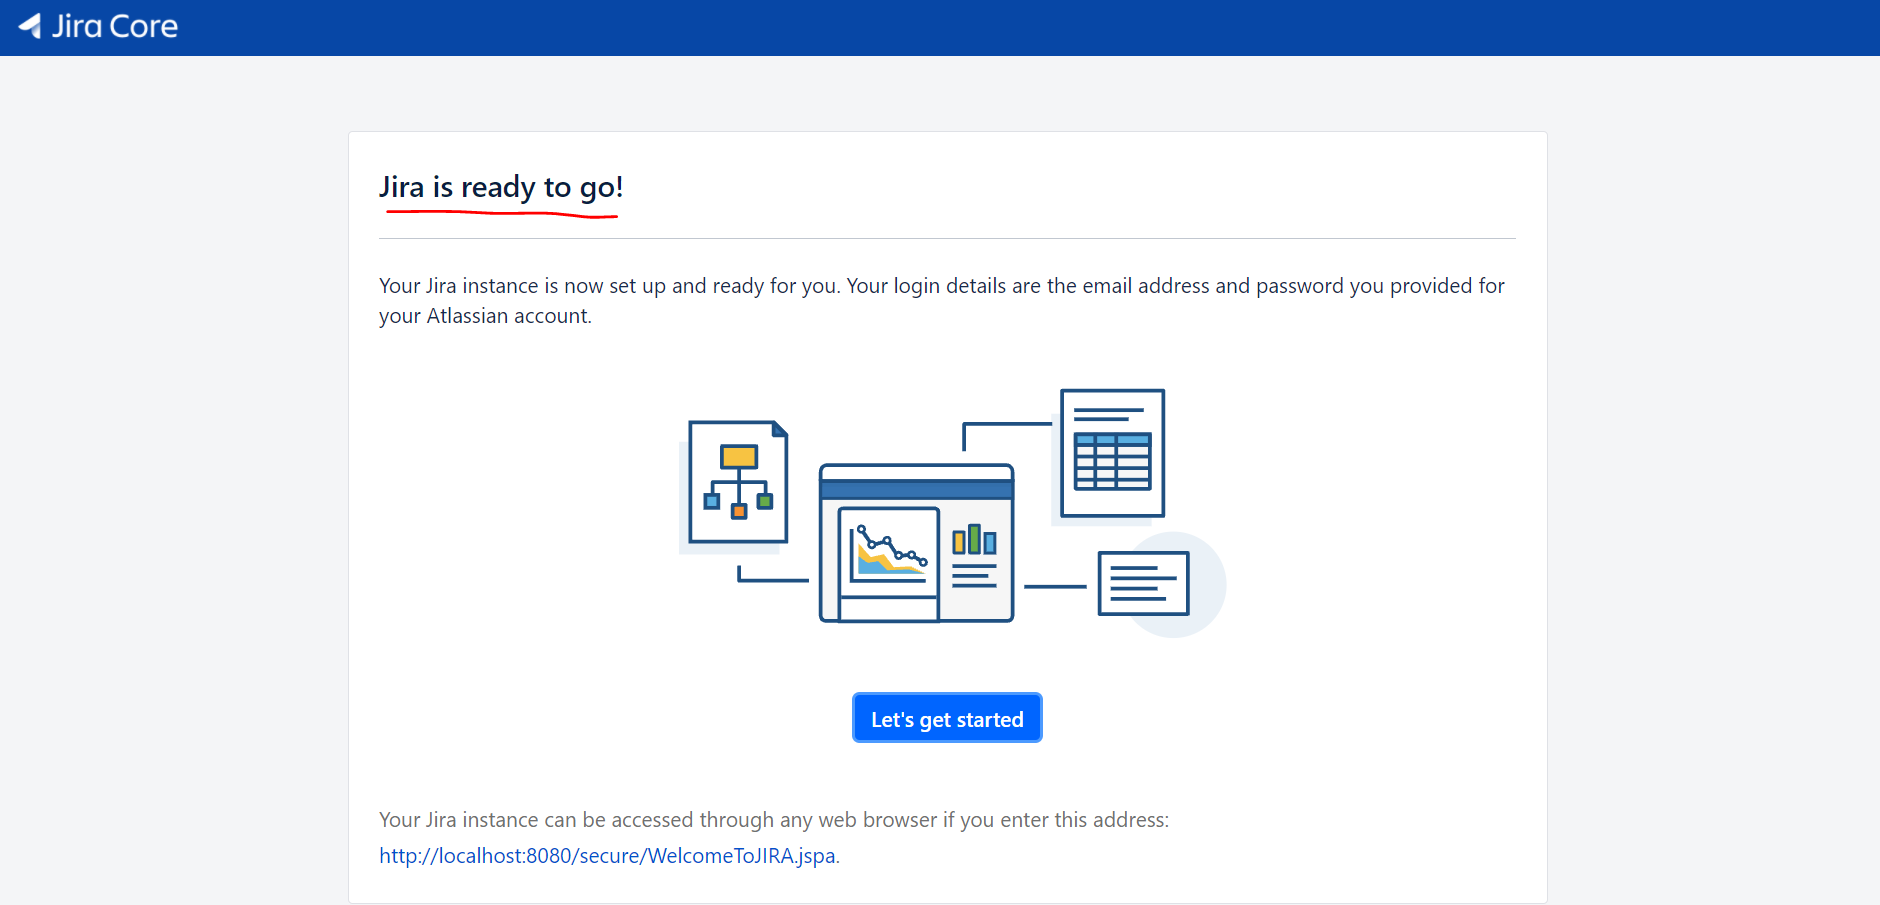 Jira Core
Jira is ready to go!
Your Jira instance is now set up and ready for you. Your login details are the email address and password you provided for
your Atlassian account.
Let's get started
Your Jira instance can be accessed through any web browser if you enter this address:
http://localhost:8080/secure/WelcomeToJIRA.jspa.